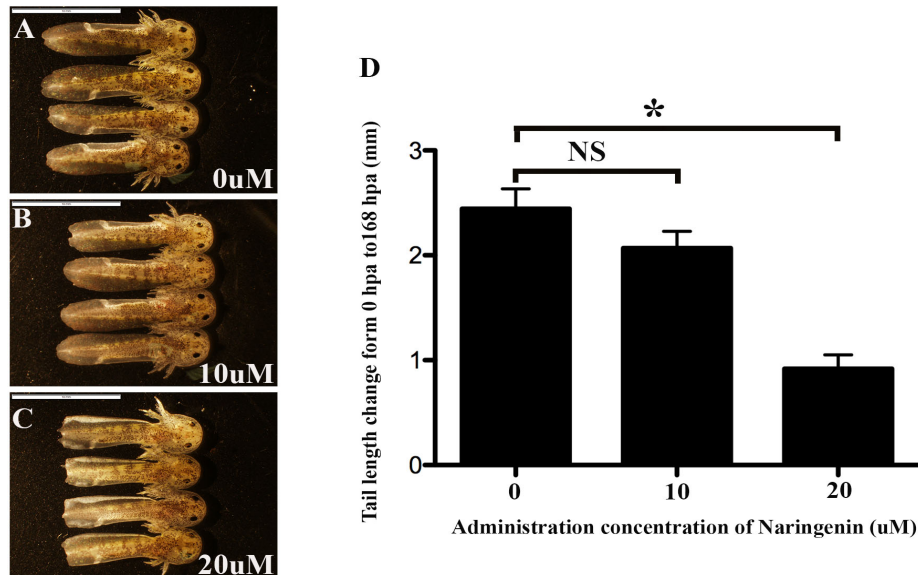 A
0uM
B
10uM
C
20uM
D
*
NS
Tail length change form 0 hpa to168 hpa (mm)
3
2
1
0
0 10 20
Administration concentration of Naringenin (uM)